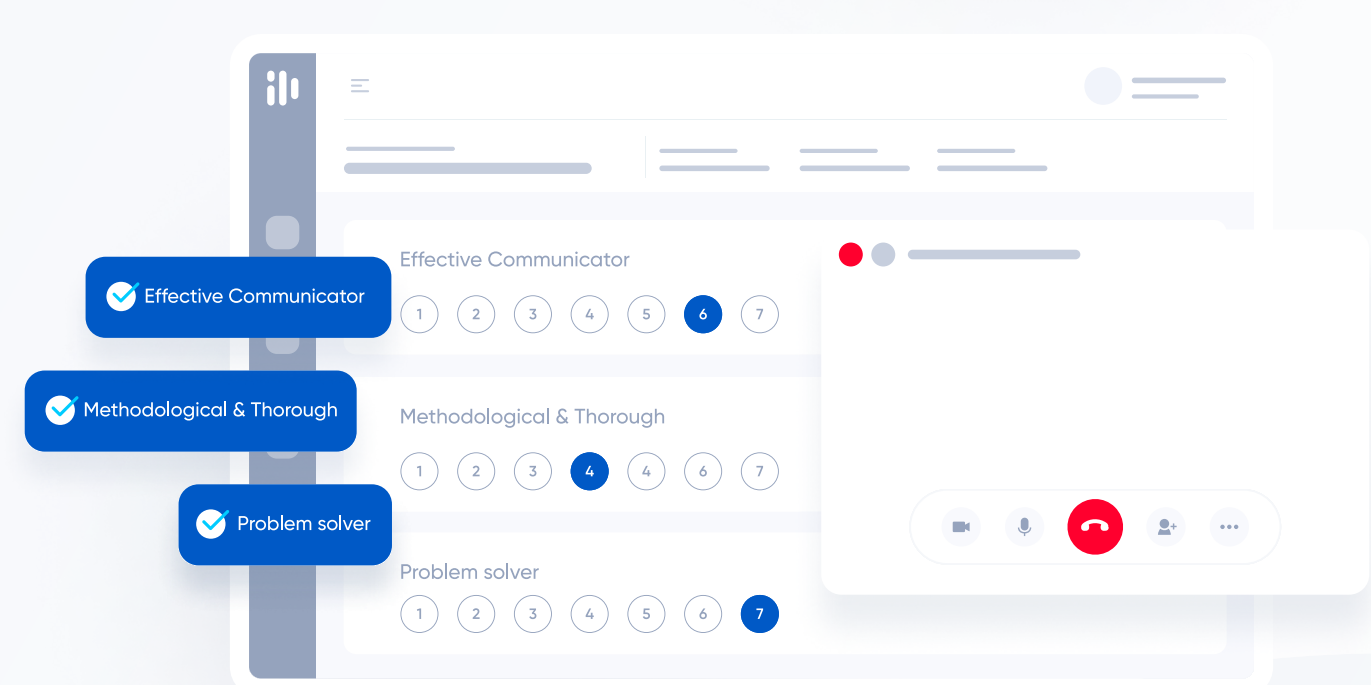 Effective Communicator
1 2 3 4 5 6 7
Effective Communicator
Methodological & Thorough
1 2 3 4 4 6 7
Methodological & Thorough
Problem solver
1 2 3 4 5 6 7
Problem solver